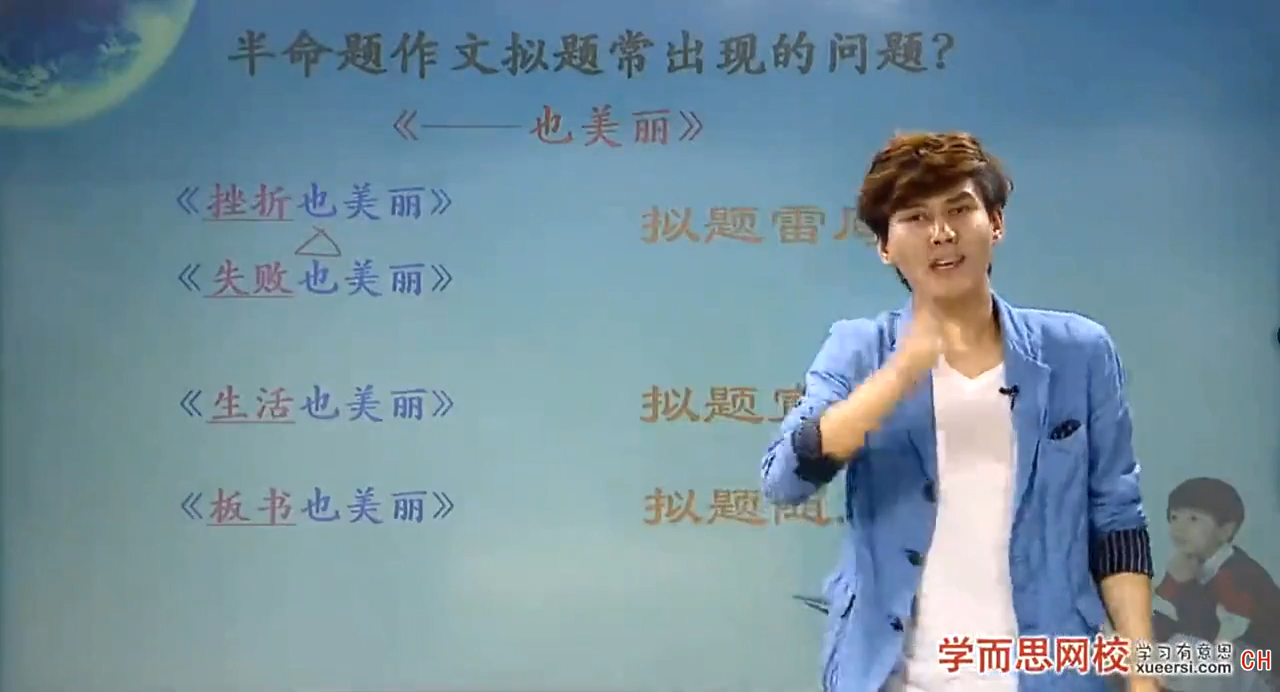 半命题作文拟题常出现的问题?
《——也美丽》
《挫折也美丽》
拟题雷
《失败也美丽》
《生活也美丽》
拟题
《板书也美丽》
拟题随
学而思网校
学习有意思
xueersi.com
CH